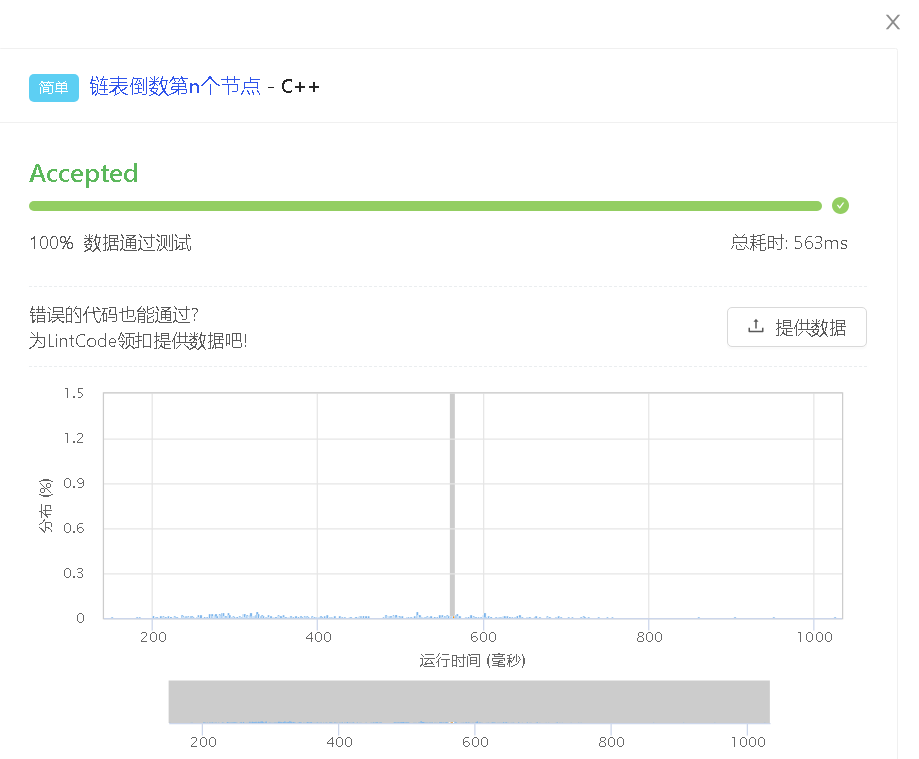 简单 链表倒数第n个节点 - C++
Accepted
100% 数据通过测试
总耗时: 563ms
错误的代码也能通过?
为LintCode领扣提供数据吧!
提供数据
1.5
1.2
0.9
0.6
0.3
0
分布 (%)
200 400 600 800 1000
运行时间 (毫秒)
200 400 600 800 1000